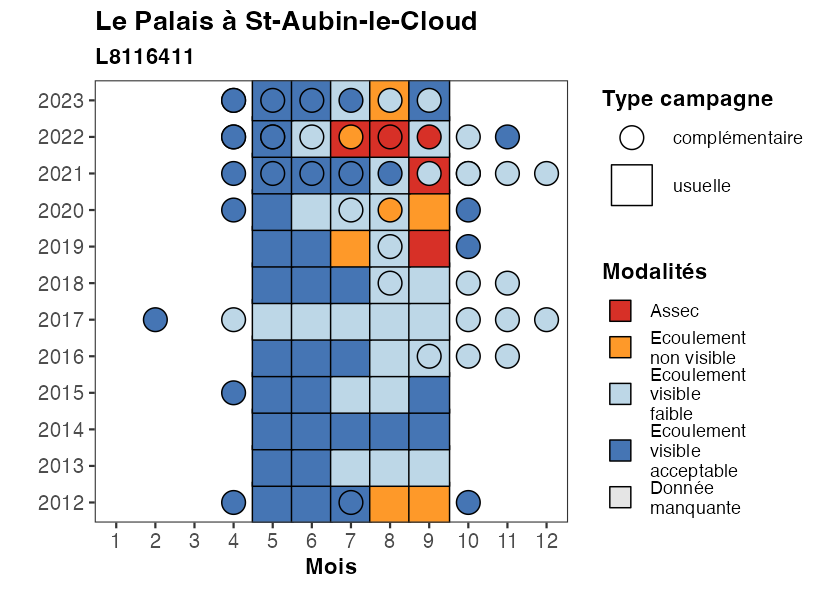 Le Palais à St-Aubin-le-Cloud
L8116411
2023
2022
2021
2020
2019
2018
2017
2016
2015
2014
2013
2012
1 2 3 4 5 6 7 8 9 10 11 12
Mois
Type campagne
complémentaire
usuelle
Modalités
Assec
Ecoulement
non visible
Ecoulement
visible
faible
Ecoulement
visible
acceptable
Donnée
manquante